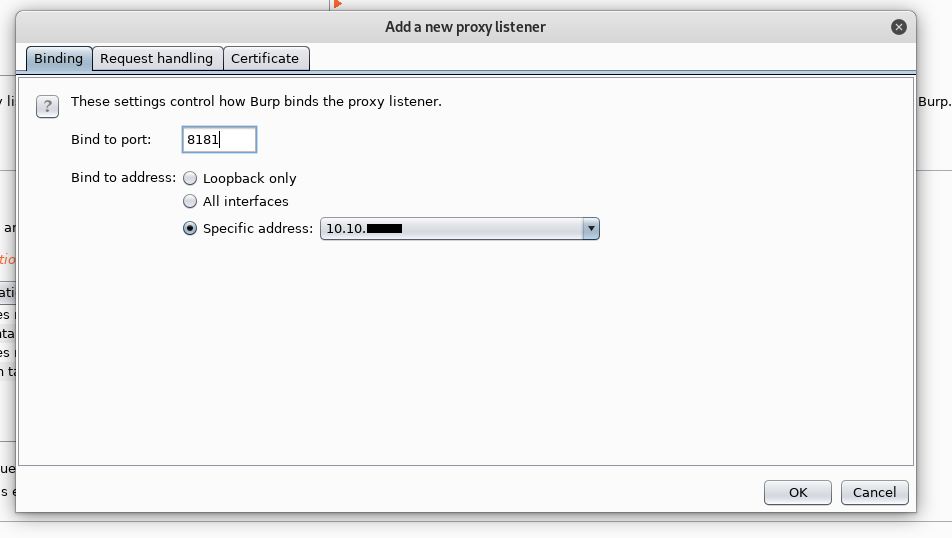 Add a new proxy listener
Binding Request handling Certificate
These settings control how Burp binds the proxy listener.
Burp.
Bind to port: 8181
Bind to address: Loopback only
All interfaces
Specific address: 10.10.
OK Cancel